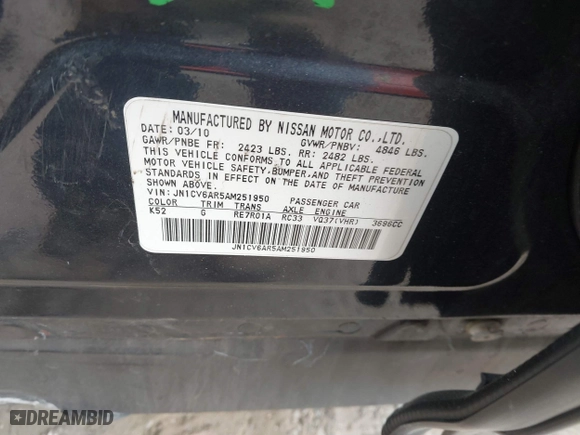 MANUFACTURED BY NISSAN MOTOR CO.,LTD.
DATE: 03/10 GVWR/PNBV: 4846 LBS.
GAWR/PNBE FR: 2423 LBS. RR: 2482 LBS.
THIS VEHICLE CONFORMS TO ALL APPLICABLE FEDERAL
MOTOR VEHICLE SAFETY,BUMPER,AND THEFT PREVENTION
STANDARDS IN EFFECT ON THE DATE OF MANUFACTURE
SHOWN ABOVE.
VIN: JN1CV6AR5AM251950 PASSENGER CAR
COLOR TRIM TRANS AXLE ENGINE
K52 G RE7R01A RC33 VQ37(VHR) 3696CC
JN1CV6AR5AM251950
DREAMBID